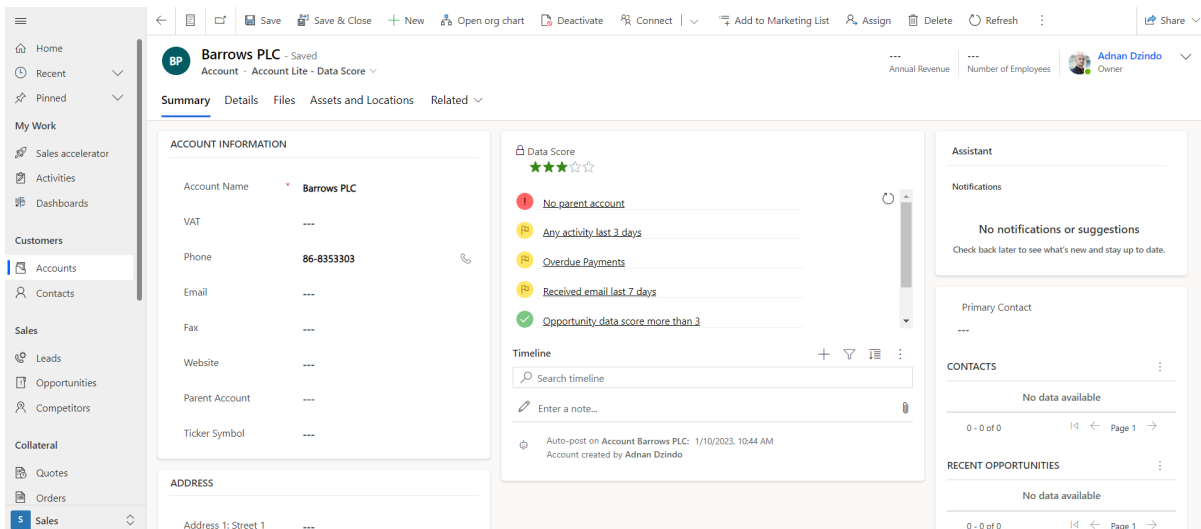 Save
Save & Close
New
Open org chart
Deactivate
Connect
Add to Marketing List
Assign
Delete
Refresh
Share
Home
Recent
Pinned
My Work
Sales accelerator
Activities
Dashboards
Customers
Accounts
Contacts
Sales
Leads
Opportunities
Competitors
Collateral
Quotes
Orders
S Sales
BP
Barrows PLC - Saved
Account · Account Lite - Data Score
---
Annual Revenue
---
Number of Employees
Adnan Dzindo
Owner
Summary
Details
Files
Assets and Locations
Related
ACCOUNT INFORMATION
Account Name * Barrows PLC
VAT ---
Phone 86-8353303
Email ---
Fax ---
Website ---
Parent Account ---
Ticker Symbol ---
ADDRESS
Address 1: Street 1 ---
Data Score
No parent account
Any activity last 3 days
Overdue Payments
Received email last 7 days
Opportunity data score more than 3
Timeline
Search timeline
Enter a note...
Auto-post on Account Barrows PLC: 1/10/2023, 10:44 AM
Account created by Adnan Dzindo
Assistant
Notifications
No notifications or suggestions
Check back later to see what's new and stay up to date.
Primary Contact
---
CONTACTS
No data available
0 - 0 of 0
Page 1
RECENT OPPORTUNITIES
No data available
0 - 0 of 0
Page 1